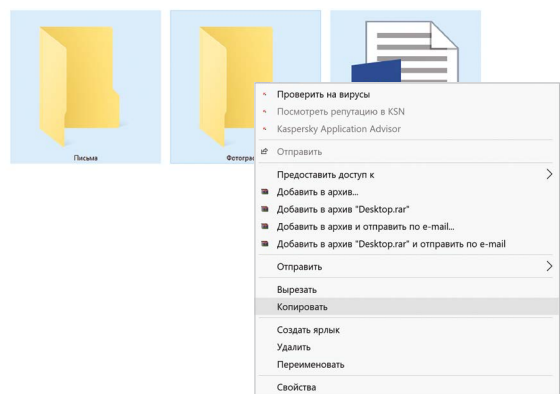 Письма
Проверить на вирусы
Посмотреть репутацию в KSN
Kaspersky Application Advisor
Отправить
Предоставить доступ к
Добавить в архив...
Добавить в архив "Desktop.rar"
Добавить в архив и отправить по e-mail...
Добавить в архив "Desktop.rar" и отправить по e-mail
Отправить
Вырезать
Копировать
Создать ярлык
Удалить
Переименовать
Свойства